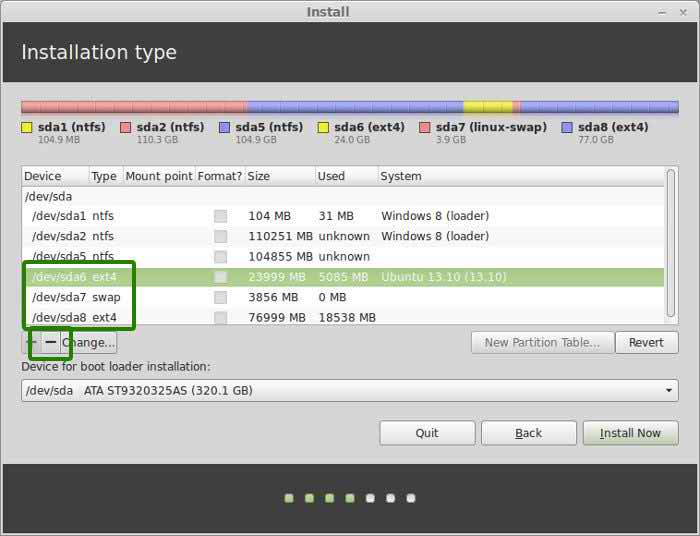 Install
Installation type
sda1 (ntfs) sda2 (ntfs) sda5 (ntfs) sda6 (ext4) sda7 (linux-swap) sda8 (ext4)
104.9 MB 110.3 GB 104.9 GB 24.0 GB 3.9 GB 77.0 GB
Device Type Mount point Format? Size Used System
/dev/sda
/dev/sda1 ntfs 104 MB 31 MB Windows 8 (loader)
/dev/sda2 ntfs 110251 MB unknown Windows 8 (loader)
/dev/sda5 ntfs 104855 MB unknown
/dev/sda6 ext4 23999 MB 5085 MB Ubuntu 13.10 (13.10)
/dev/sda7 swap 3856 MB 0 MB
/dev/sda8 ext4 76999 MB 18538 MB
+ − Change... New Partition Table... Revert
Device for boot loader installation:
/dev/sda ATA ST9320325AS (320.1 GB)
Quit Back Install Now